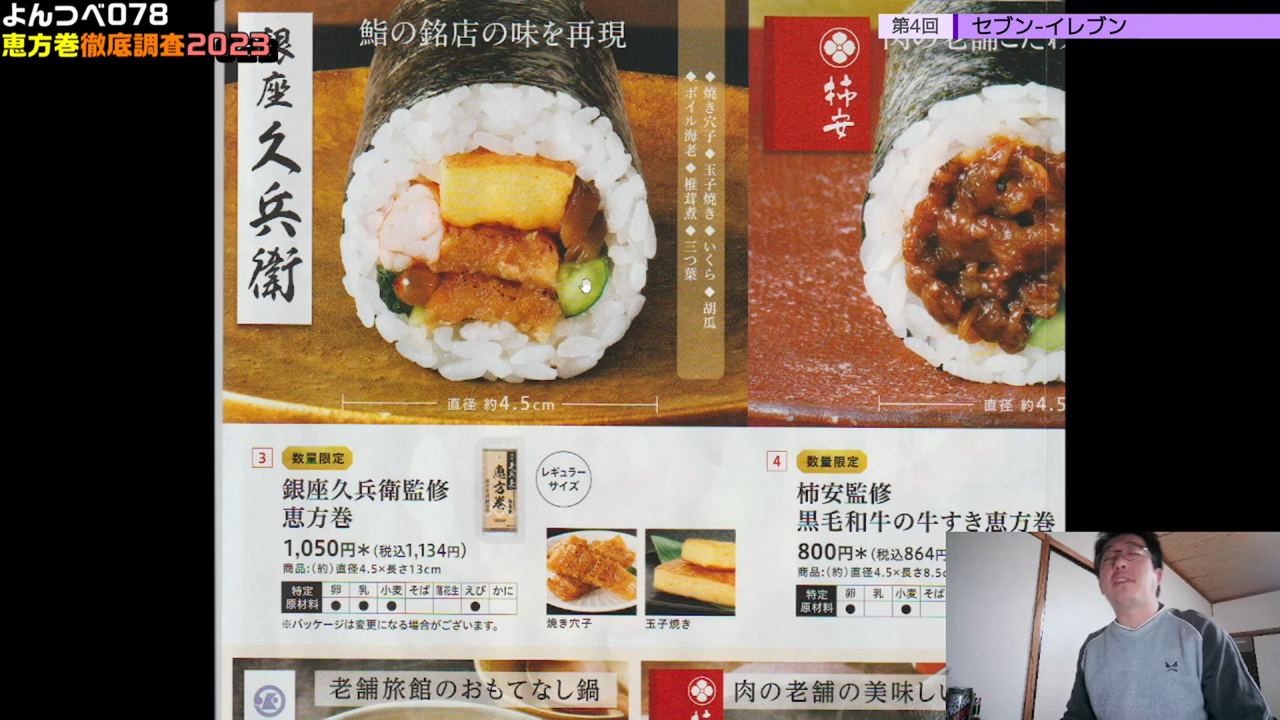 よんつべ078
恵方巻徹底調査2023
第4回 セブン-イレブン
銀座 久兵衛
鮨の銘店の味を再現
◆焼き穴子◆玉子焼き◆いくら◆胡瓜
◆ボイル海老◆椎茸煮◆三つ葉
直径 約4.5cm
柿安
肉の老舗こだわ
直径 約4.5
3 数量限定
銀座久兵衛監修
恵方巻
1,050円*(税込1,134円)
商品:(約)直径4.5×長さ13cm
特定原材料 卵 乳 小麦 そば 落花生 えび かに
● ● ● ●
※パッケージは変更になる場合がございます。
恵方巻
レギュラー
サイズ
焼き穴子
玉子焼き
4 数量限定
柿安監修
黒毛和牛の牛すき恵方巻
800円*(税込864円
商品:(約)直径4.5×長さ8.5c
特定原材料 卵 乳 小麦 そば
● ●
老舗旅館のおもてなし鍋
肉の老舗の美味し